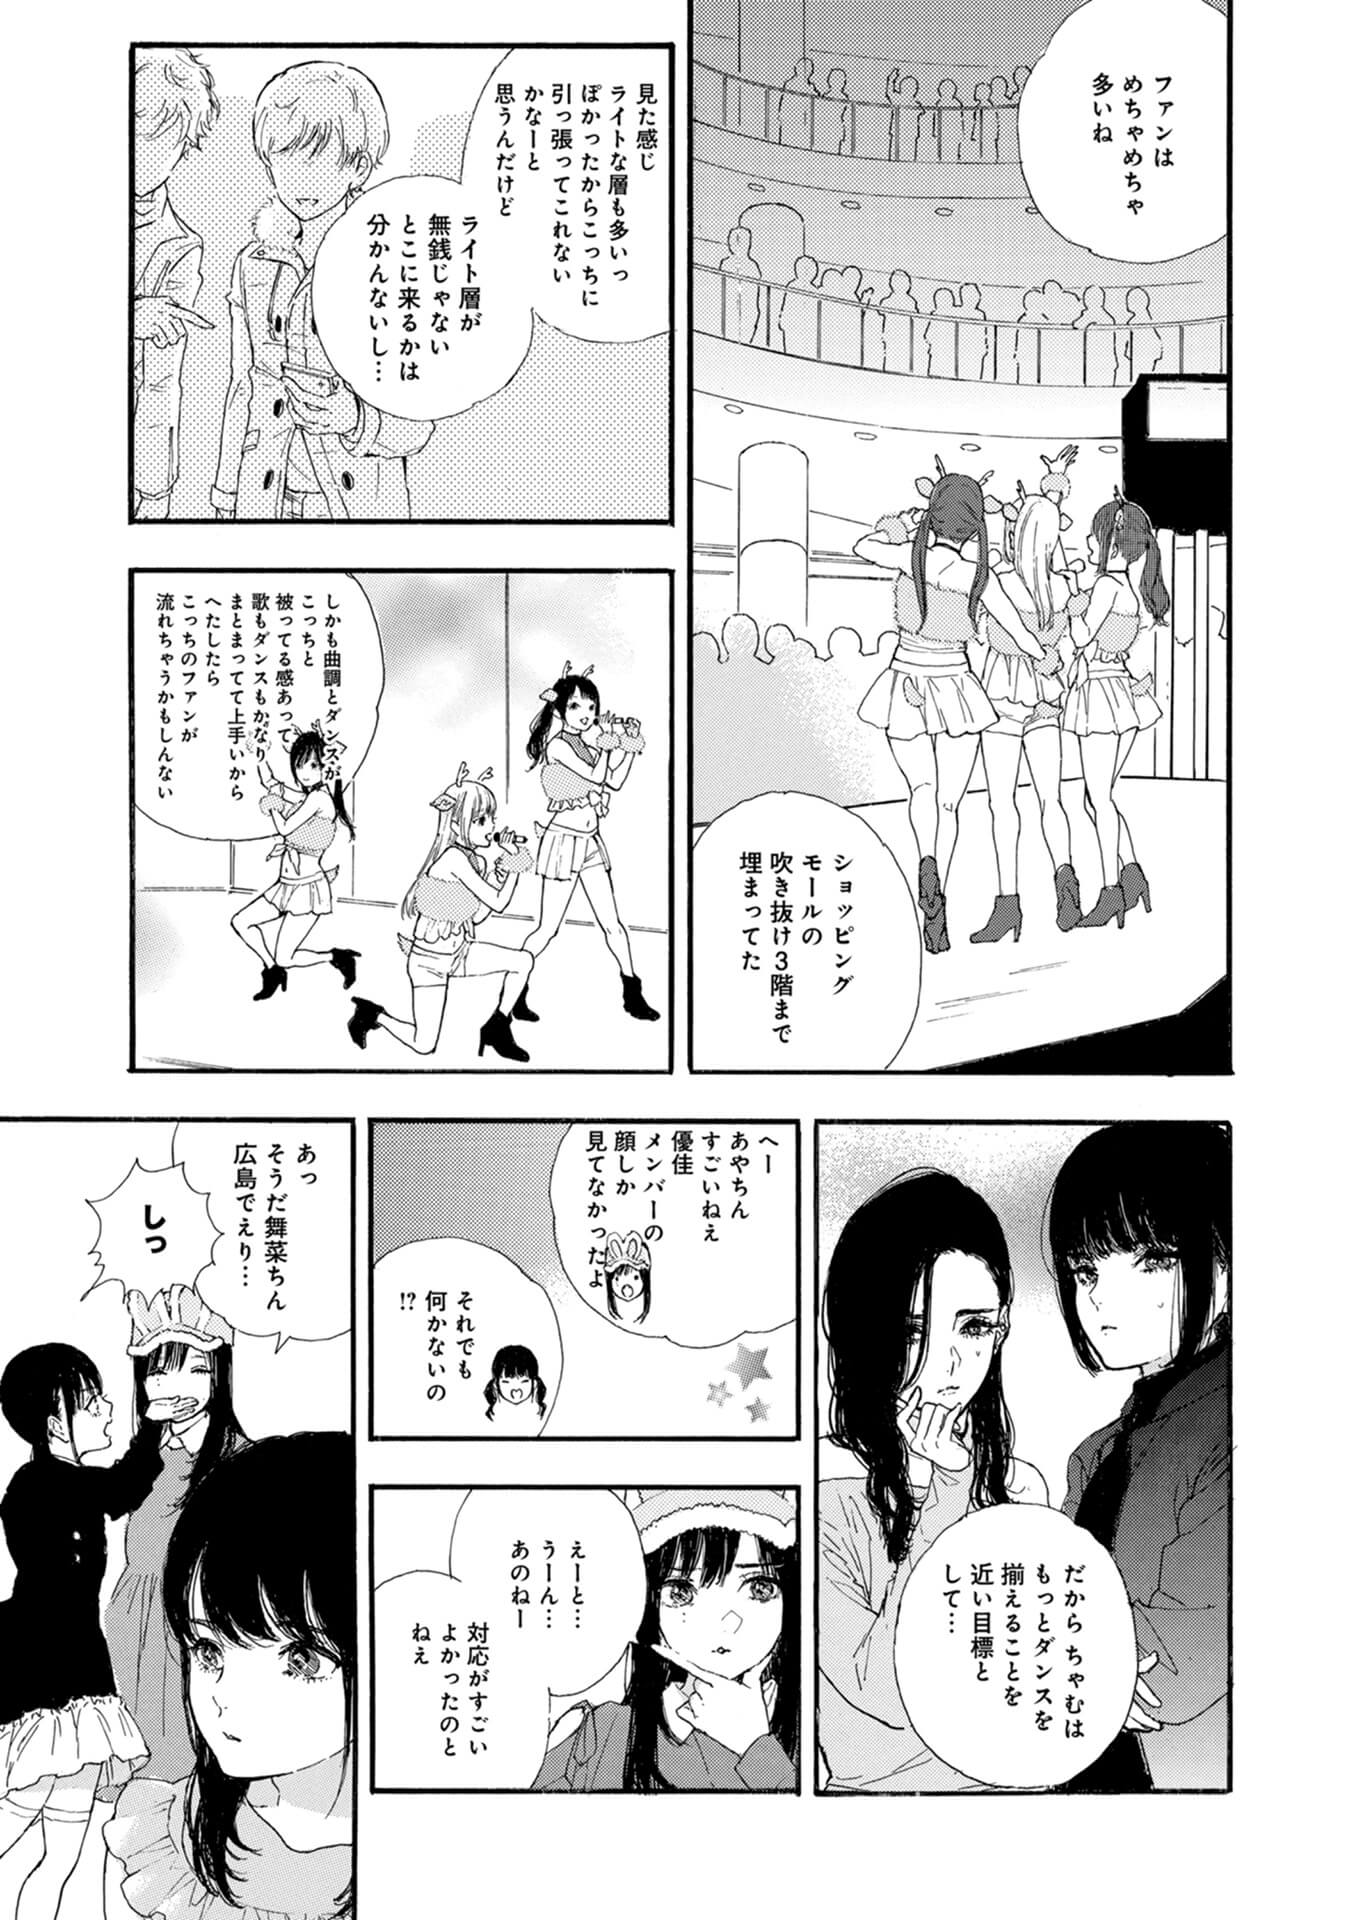 ファンは
めちゃめちゃ
多いね
ショッピング
モールの
吹き抜け3階まで
埋まってた
見た感じ
ライトな層も多いっ
ぽかったからこっちに
引っ張ってこれない
かなーと
思うんだけど
ライト層が
無銭じゃない
とこに来るかは
分かんないし…
しかも曲調とダンスが
こっちと
被ってる感あって
歌もダンスもかなり
まとまってて上手いから
へたしたら
こっちのファンが
流れちゃうかもしんない
だからちゃむは
もっとダンスを
揃えることを
近い目標と
して…
へー
あやちん
すごいねえ
優佳
メンバーの
顔しか
見てなかったよ
それでも
何かないの
!?
えーと…
うーん…
あのねー
対応がすごい
よかったのと
ねえ
あっ
そうだ舞菜ちん
広島でえり…
しっ